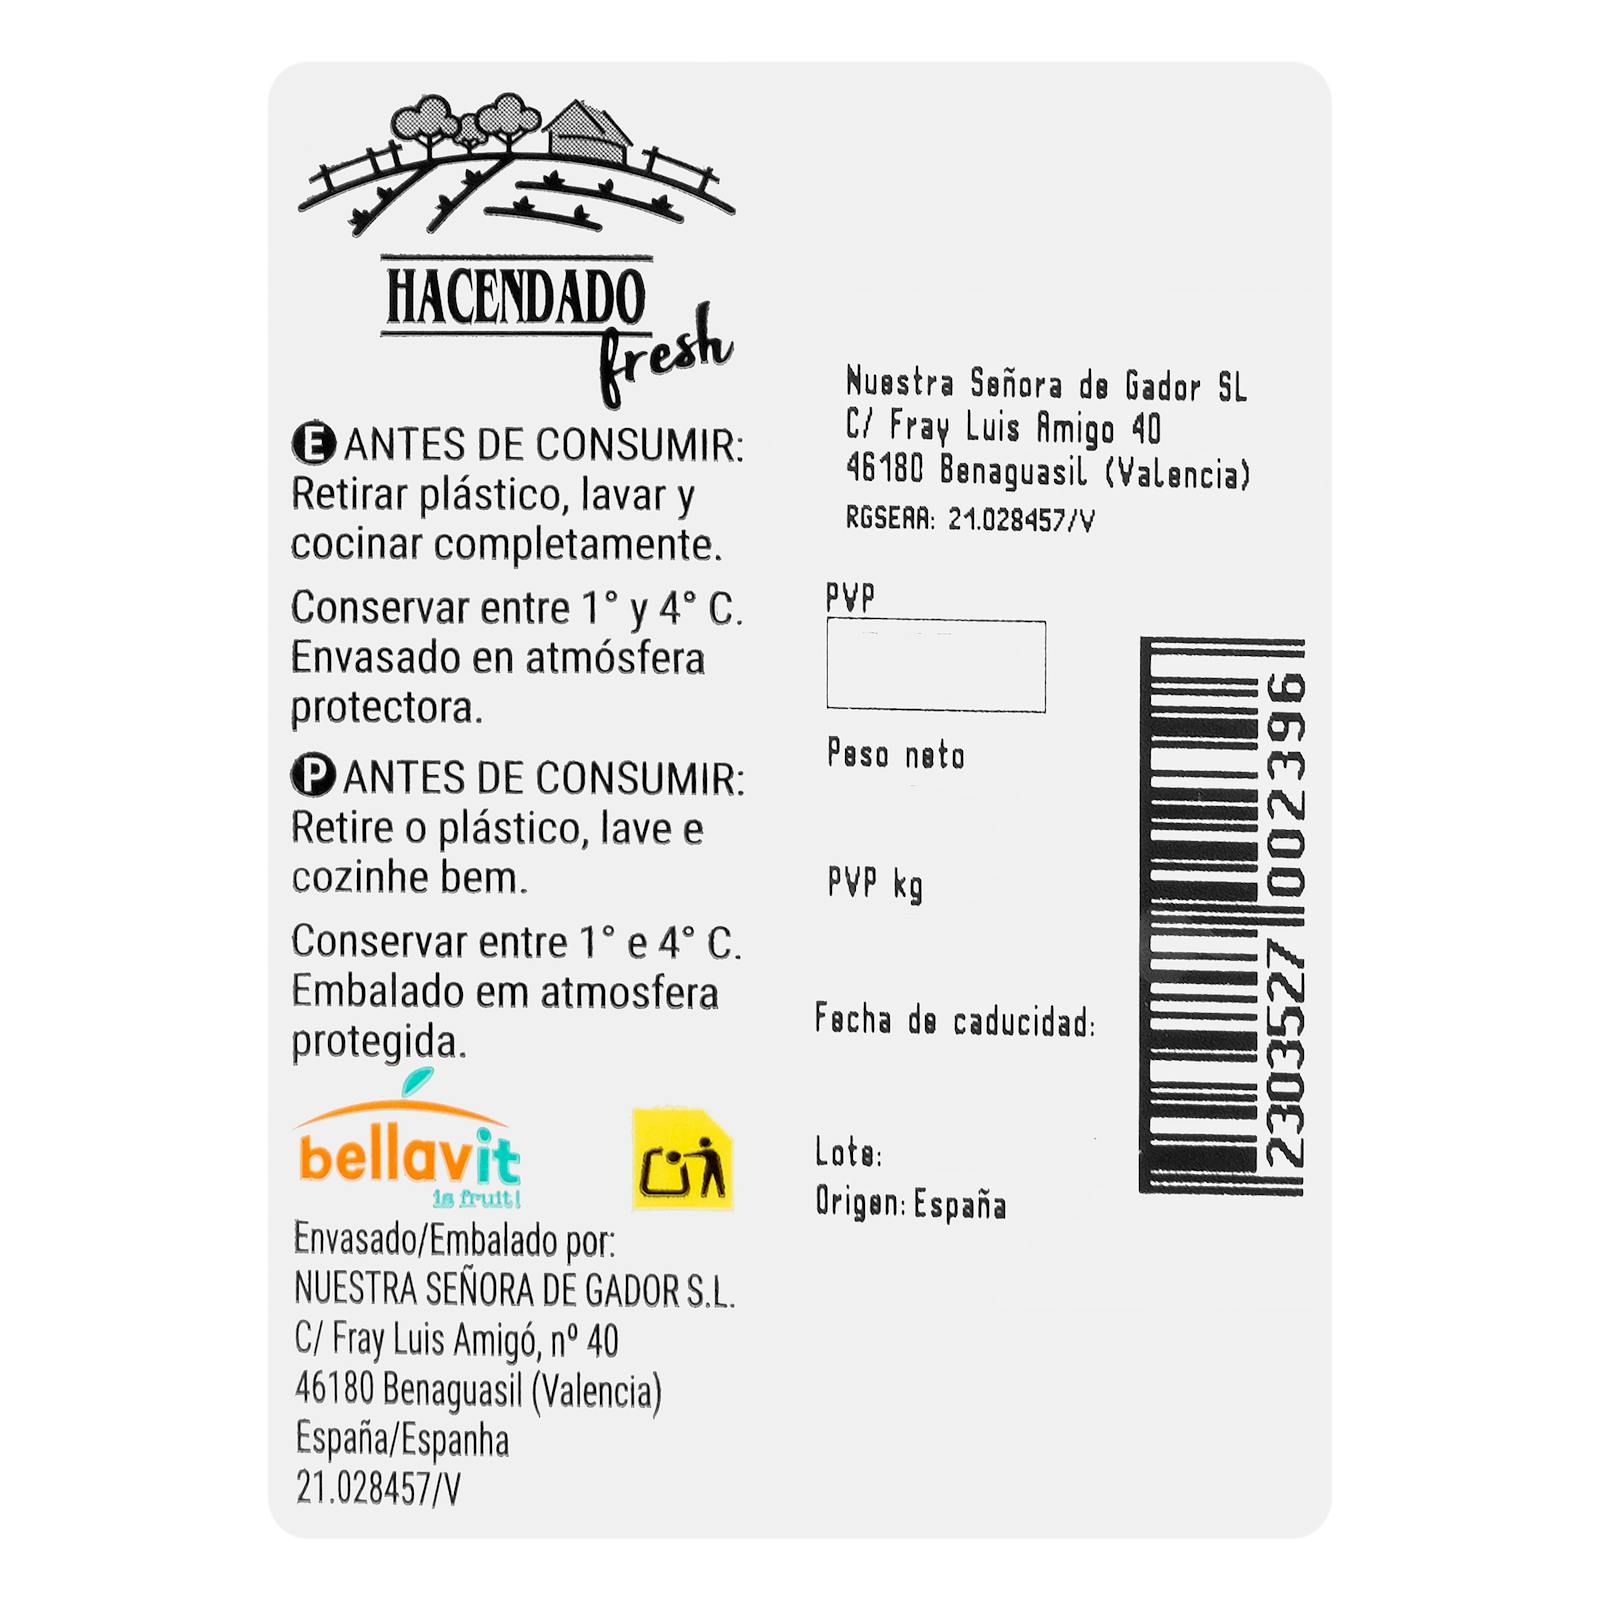 HACENDADO
fresh
E ANTES DE CONSUMIR:
Retirar plástico, lavar y
cocinar completamente.
Conservar entre 1° y 4° C.
Envasado en atmósfera
protectora.
P ANTES DE CONSUMIR:
Retire o plástico, lave e
cozinhe bem.
Conservar entre 1° e 4° C.
Embalado em atmosfera
protegida.
bellavit
is fruit!
Envasado/Embalado por:
NUESTRA SEÑORA DE GADOR S.L.
C/ Fray Luis Amigó, nº 40
46180 Benaguasil (Valencia)
España/Espanha
21.028457/V
Nuestra Señora de Gador SL
C/ Fray Luis Amigo 40
46180 Benaguasil (Valencia)
RGSEAA: 21.028457/V
PVP
Peso neto
PVP kg
Fecha de caducidad:
Lote:
Origen: España
2303527 002396